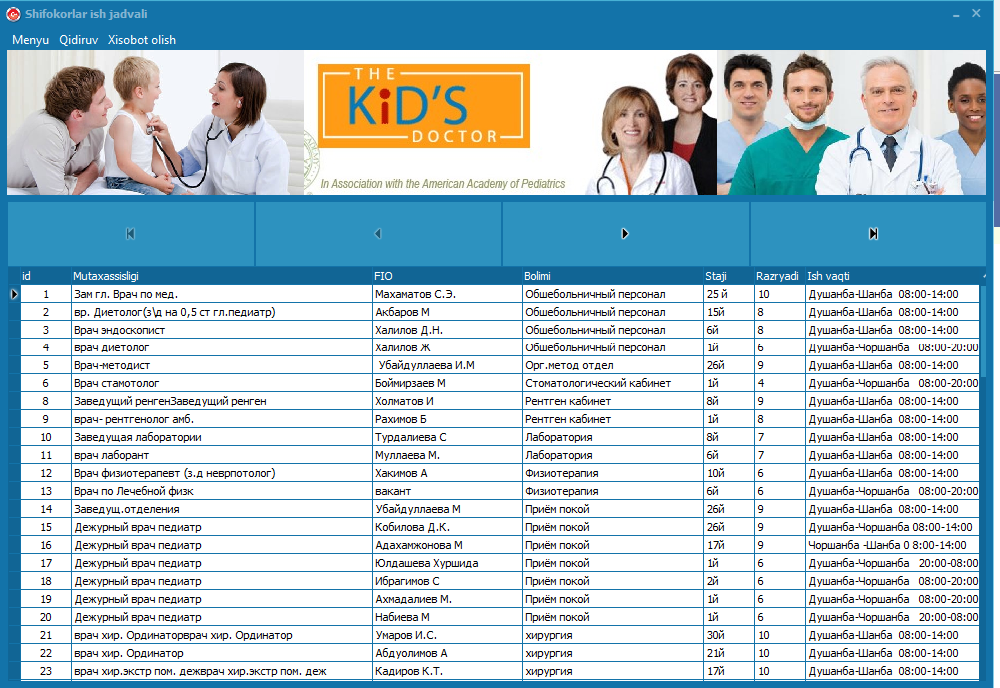 Shifokorlar ish jadvali
Menyu Qidiruv Xisobot olish
THE
KiD'S
DOCTOR
In Association with the American Academy of Pediatrics
id Mutaxassisligi FIO Bolimi Staji Razryadi Ish vaqti
1 Зам гл. Врач по мед. Махаматов С.Э. Обшебольничный персонал 25 й 10 Душанба-Шанба 08:00-14:00
2 вр. Диетолог(з\д на 0,5 ст гл.педиатр) Акбаров М Обшебольничный персонал 15й 8 Душанба-Шанба 08:00-14:00
3 Врач эндоскопист Халилов Д.Н. Обшебольничный персонал 6й 8 Душанба-Шанба 08:00-14:00
4 врач диетолог Халилов Ж Обшебольничный персонал 1й 6 Душанба-Чоршанба 08:00-20:00
5 Врач-методист Убайдуллаева И.М Орг.метод отдел 26й 9 Душанба-Шанба 08:00-14:00
6 Врач стамотолог Боймирзаев М Стоматологический кабинет 1й 4 Душанба-Чоршанба 08:00-20:00
8 Заведущий ренгенЗаведущий ренген Холматов И Рентген кабинет 8й 9 Душанба-Шанба 08:00-14:00
9 врач- рентгенолог амб. Рахимов Б Рентген кабинет 1й 8 Душанба-Шанба 08:00-14:00
10 Заведущая лаборатории Турдалиева С Лаборатория 8й 7 Душанба-Шанба 08:00-14:00
11 врач лаборант Муллаева М. Лаборатория 6й 7 Душанба-Шанба 08:00-14:00
12 Врач физиотерапевт (з.д неврпотолог) Хакимов А Физиотерапия 10й 6 Душанба-Шанба 08:00-14:00
13 Врач по Лечебной физк вакант Физиотерапия 6й 6 Душанба-Чоршанба 08:00-20:00
14 Заведущ.отделения Убайдуллаева М Приём покой 26й 9 Душанба-Шанба 08:00-14:00
15 Дежурный врач педиатр Кобилова Д.К. Приём покой 26й 9 Душанба-Чоршанба 08:00-14:00
16 Дежурный врач педиатр Адахамжонова М Приём покой 17й 9 Чоршанба -Шанба 0 8:00-14:00
17 Дежурный врач педиатр Юлдашева Хуршида Приём покой 1й 6 Душанба-Чоршанба 20:00-08:00
18 Дежурный врач педиатр Ибрагимов С Приём покой 2й 6 Душанба-Чоршанба 08:00-20:00
19 Дежурный врач педиатр Ахмадалиев М. Приём покой 1й 6 Душанба-Чоршанба 08:00-20:00
20 Дежурный врач педиатр Набиева М Приём покой 1й 6 Душанба-Чоршанба 20:00-08:00
21 врач хир. Ординаторврач хир. Ординатор Умаров И.С. хирургия 30й 10 Душанба-Шанба 08:00-14:00
22 врач хир. Ординатор Абдуолимов А хирургия 21й 10 Душанба-Шанба 08:00-14:00
23 врач хир.экстр пом. дежврач хир.экстр пом. деж Кадиров К.Т. хирургия 17й 10 Душанба-Шанба 08:00-14:00